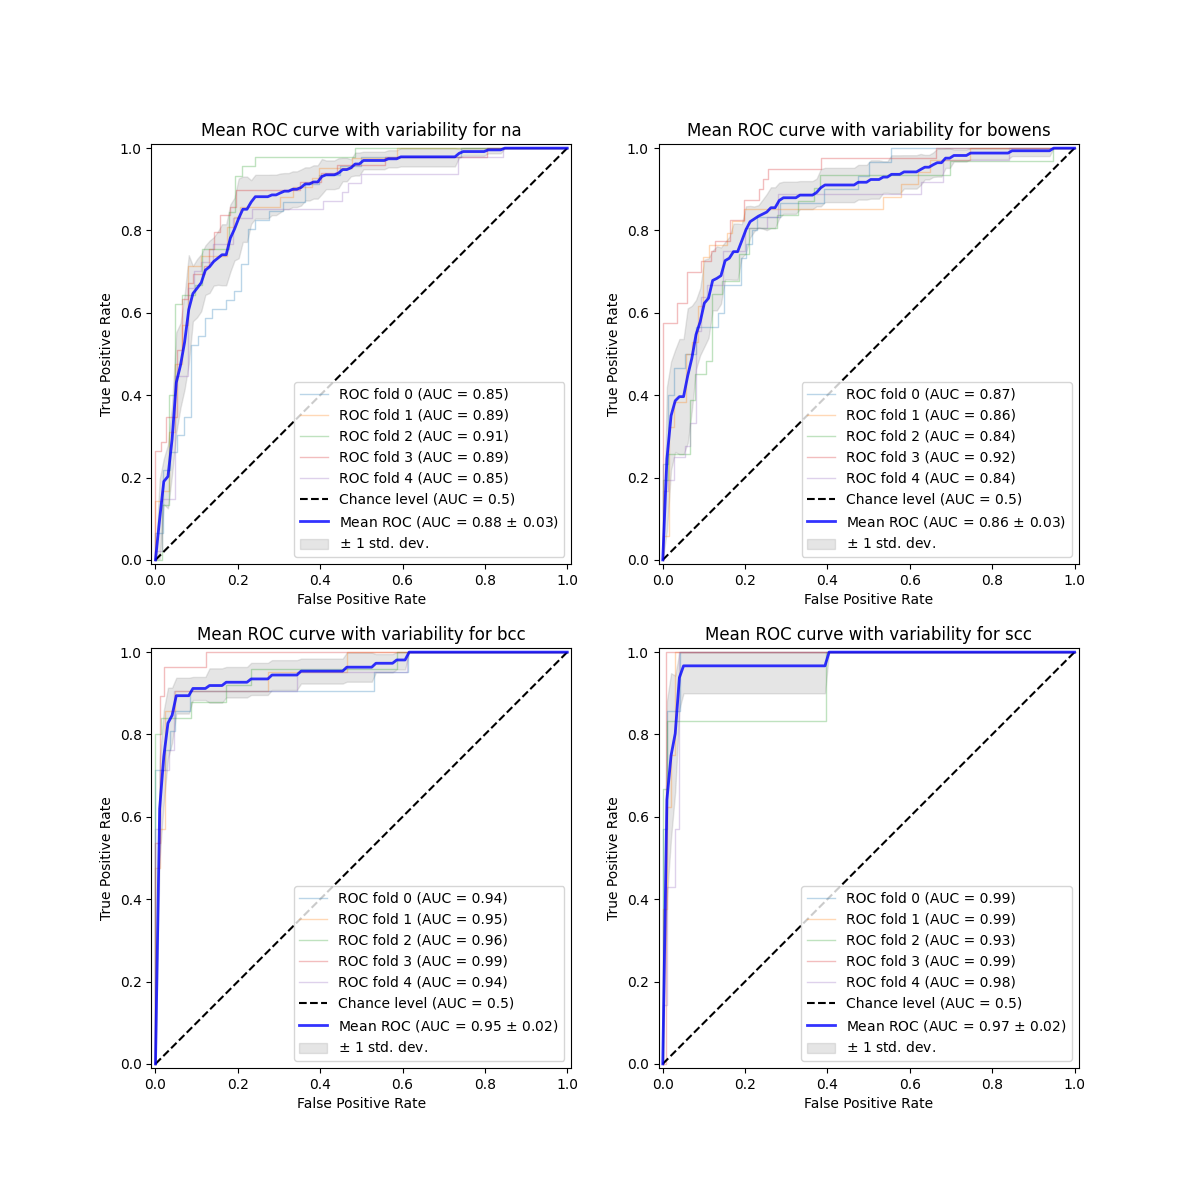 Mean ROC curve with variability for na
True Positive Rate
1.0
0.8
0.6
0.4
0.2
0.0
ROC fold 0 (AUC = 0.85)
ROC fold 1 (AUC = 0.89)
ROC fold 2 (AUC = 0.91)
ROC fold 3 (AUC = 0.89)
ROC fold 4 (AUC = 0.85)
Chance level (AUC = 0.5)
Mean ROC (AUC = 0.88 ± 0.03)
± 1 std. dev.
0.0 0.2 0.4 0.6 0.8 1.0
False Positive Rate
Mean ROC curve with variability for bowens
True Positive Rate
1.0
0.8
0.6
0.4
0.2
0.0
ROC fold 0 (AUC = 0.87)
ROC fold 1 (AUC = 0.86)
ROC fold 2 (AUC = 0.84)
ROC fold 3 (AUC = 0.92)
ROC fold 4 (AUC = 0.84)
Chance level (AUC = 0.5)
Mean ROC (AUC = 0.86 ± 0.03)
± 1 std. dev.
0.0 0.2 0.4 0.6 0.8 1.0
False Positive Rate
Mean ROC curve with variability for bcc
True Positive Rate
1.0
0.8
0.6
0.4
0.2
0.0
ROC fold 0 (AUC = 0.94)
ROC fold 1 (AUC = 0.95)
ROC fold 2 (AUC = 0.96)
ROC fold 3 (AUC = 0.99)
ROC fold 4 (AUC = 0.94)
Chance level (AUC = 0.5)
Mean ROC (AUC = 0.95 ± 0.02)
± 1 std. dev.
0.0 0.2 0.4 0.6 0.8 1.0
False Positive Rate
Mean ROC curve with variability for scc
True Positive Rate
1.0
0.8
0.6
0.4
0.2
0.0
ROC fold 0 (AUC = 0.99)
ROC fold 1 (AUC = 0.99)
ROC fold 2 (AUC = 0.93)
ROC fold 3 (AUC = 0.99)
ROC fold 4 (AUC = 0.98)
Chance level (AUC = 0.5)
Mean ROC (AUC = 0.97 ± 0.02)
± 1 std. dev.
0.0 0.2 0.4 0.6 0.8 1.0
False Positive Rate